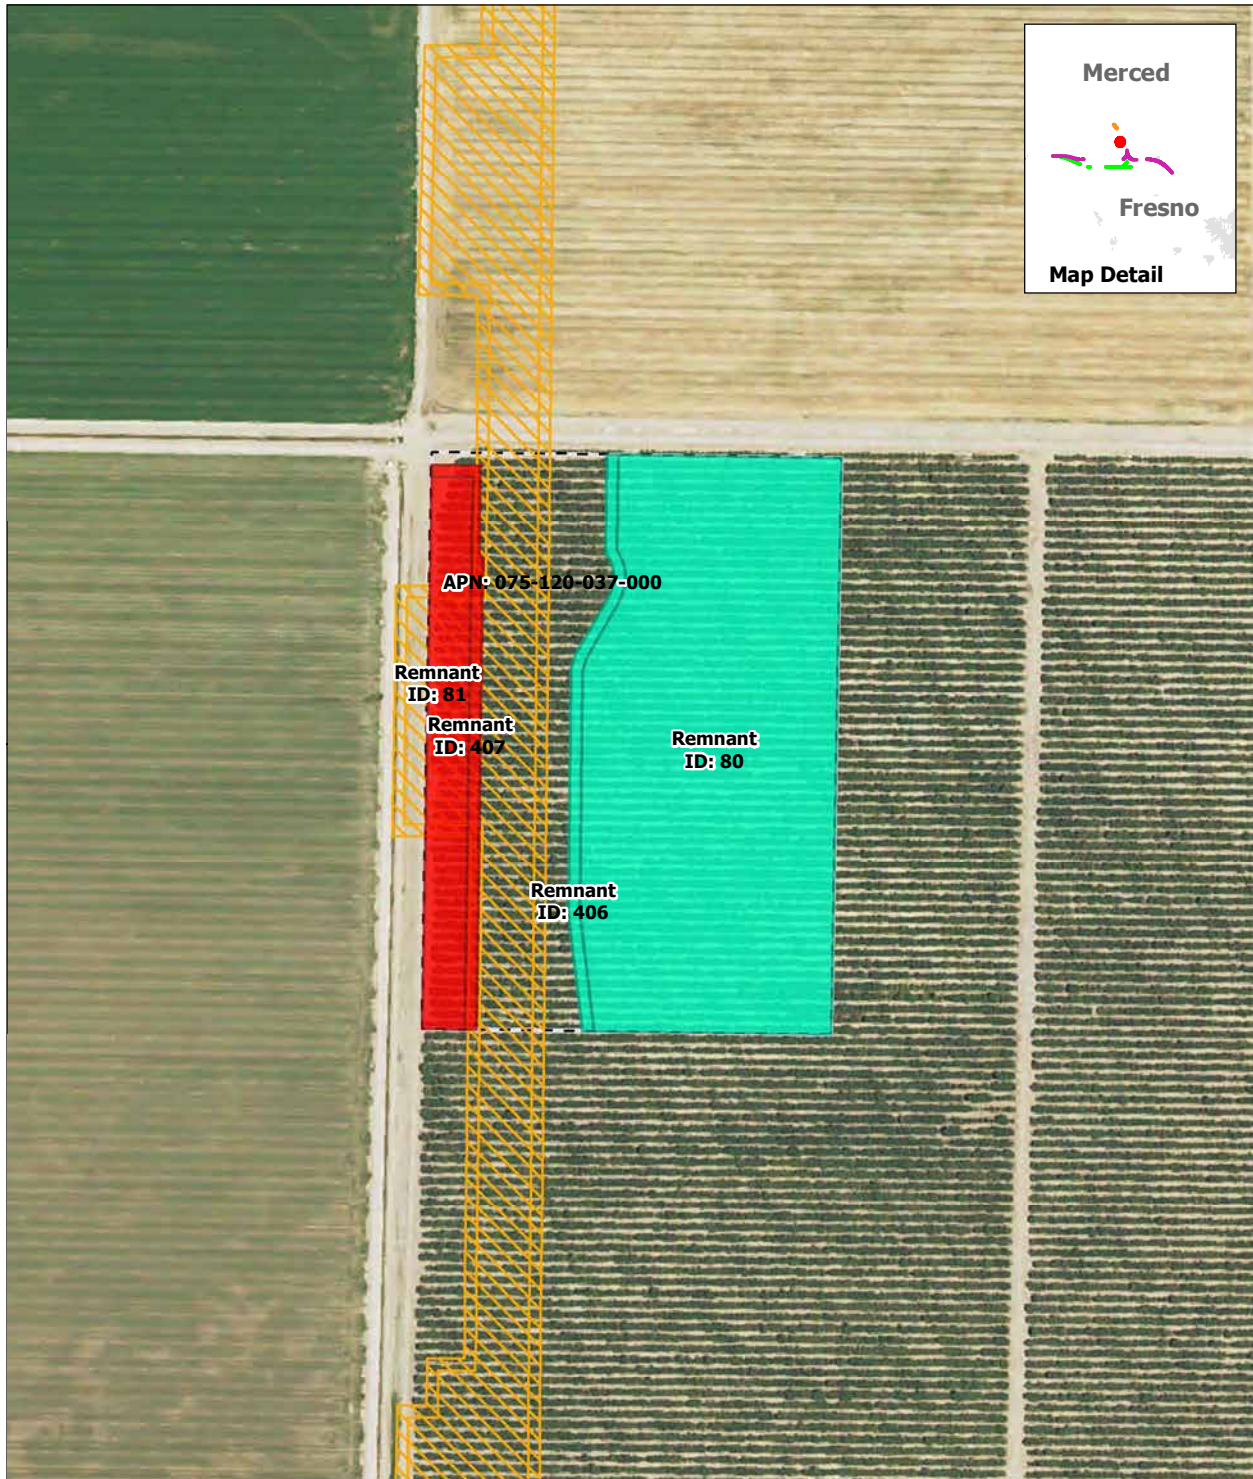 Merced
Fresno
Map Detail
APN: 075-120-037-000
Remnant
ID: 81
Remnant
ID: 407
Remnant
ID: 80
Remnant
ID: 406